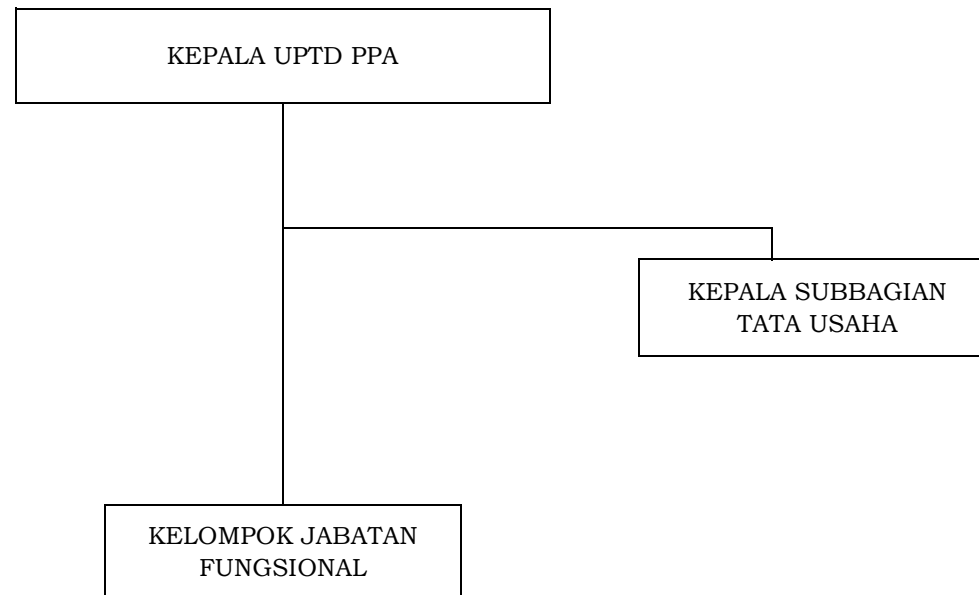 KEPALA UPTD PPA
KEPALA SUBBAGIAN
TATA USAHA
KELOMPOK JABATAN
FUNGSIONAL